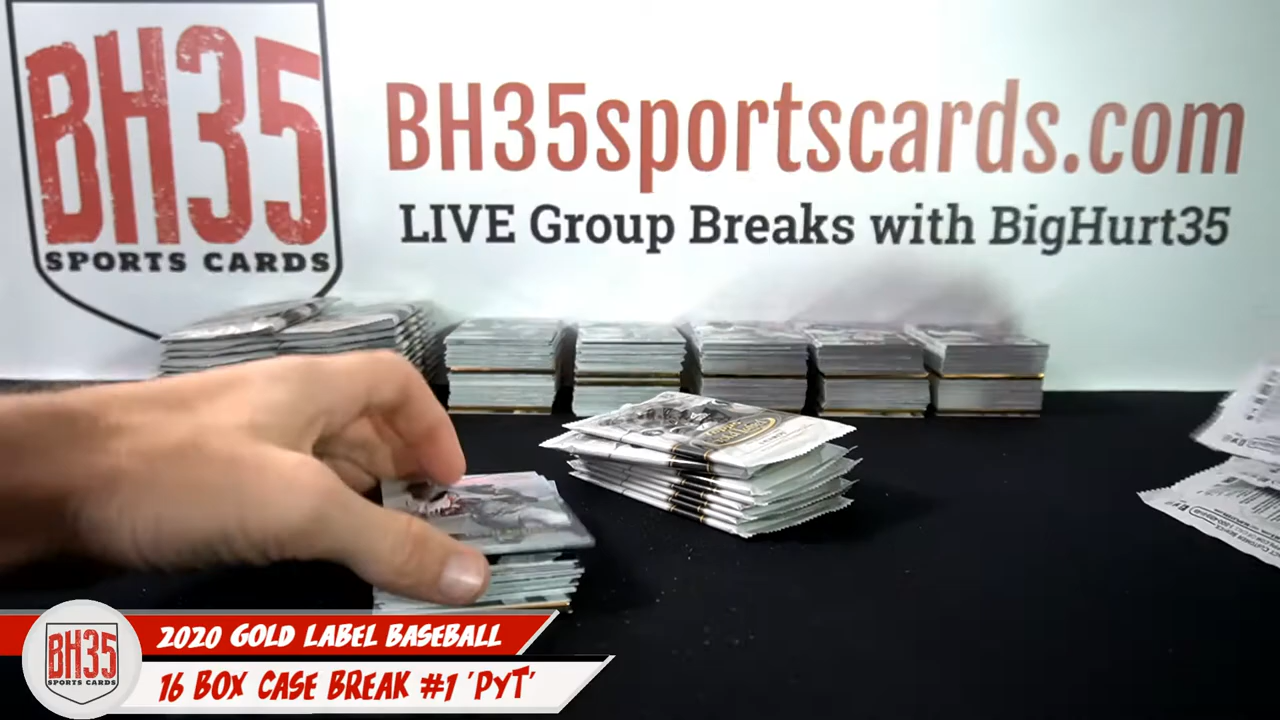 BH35
SPORTS CARDS
BH35sportscards.com
LIVE Group Breaks with BigHurt35
2020 GOLD LABEL BASEBALL
16 BOX CASE BREAK #1 'PYT'
BH35
SPORTS CARDS